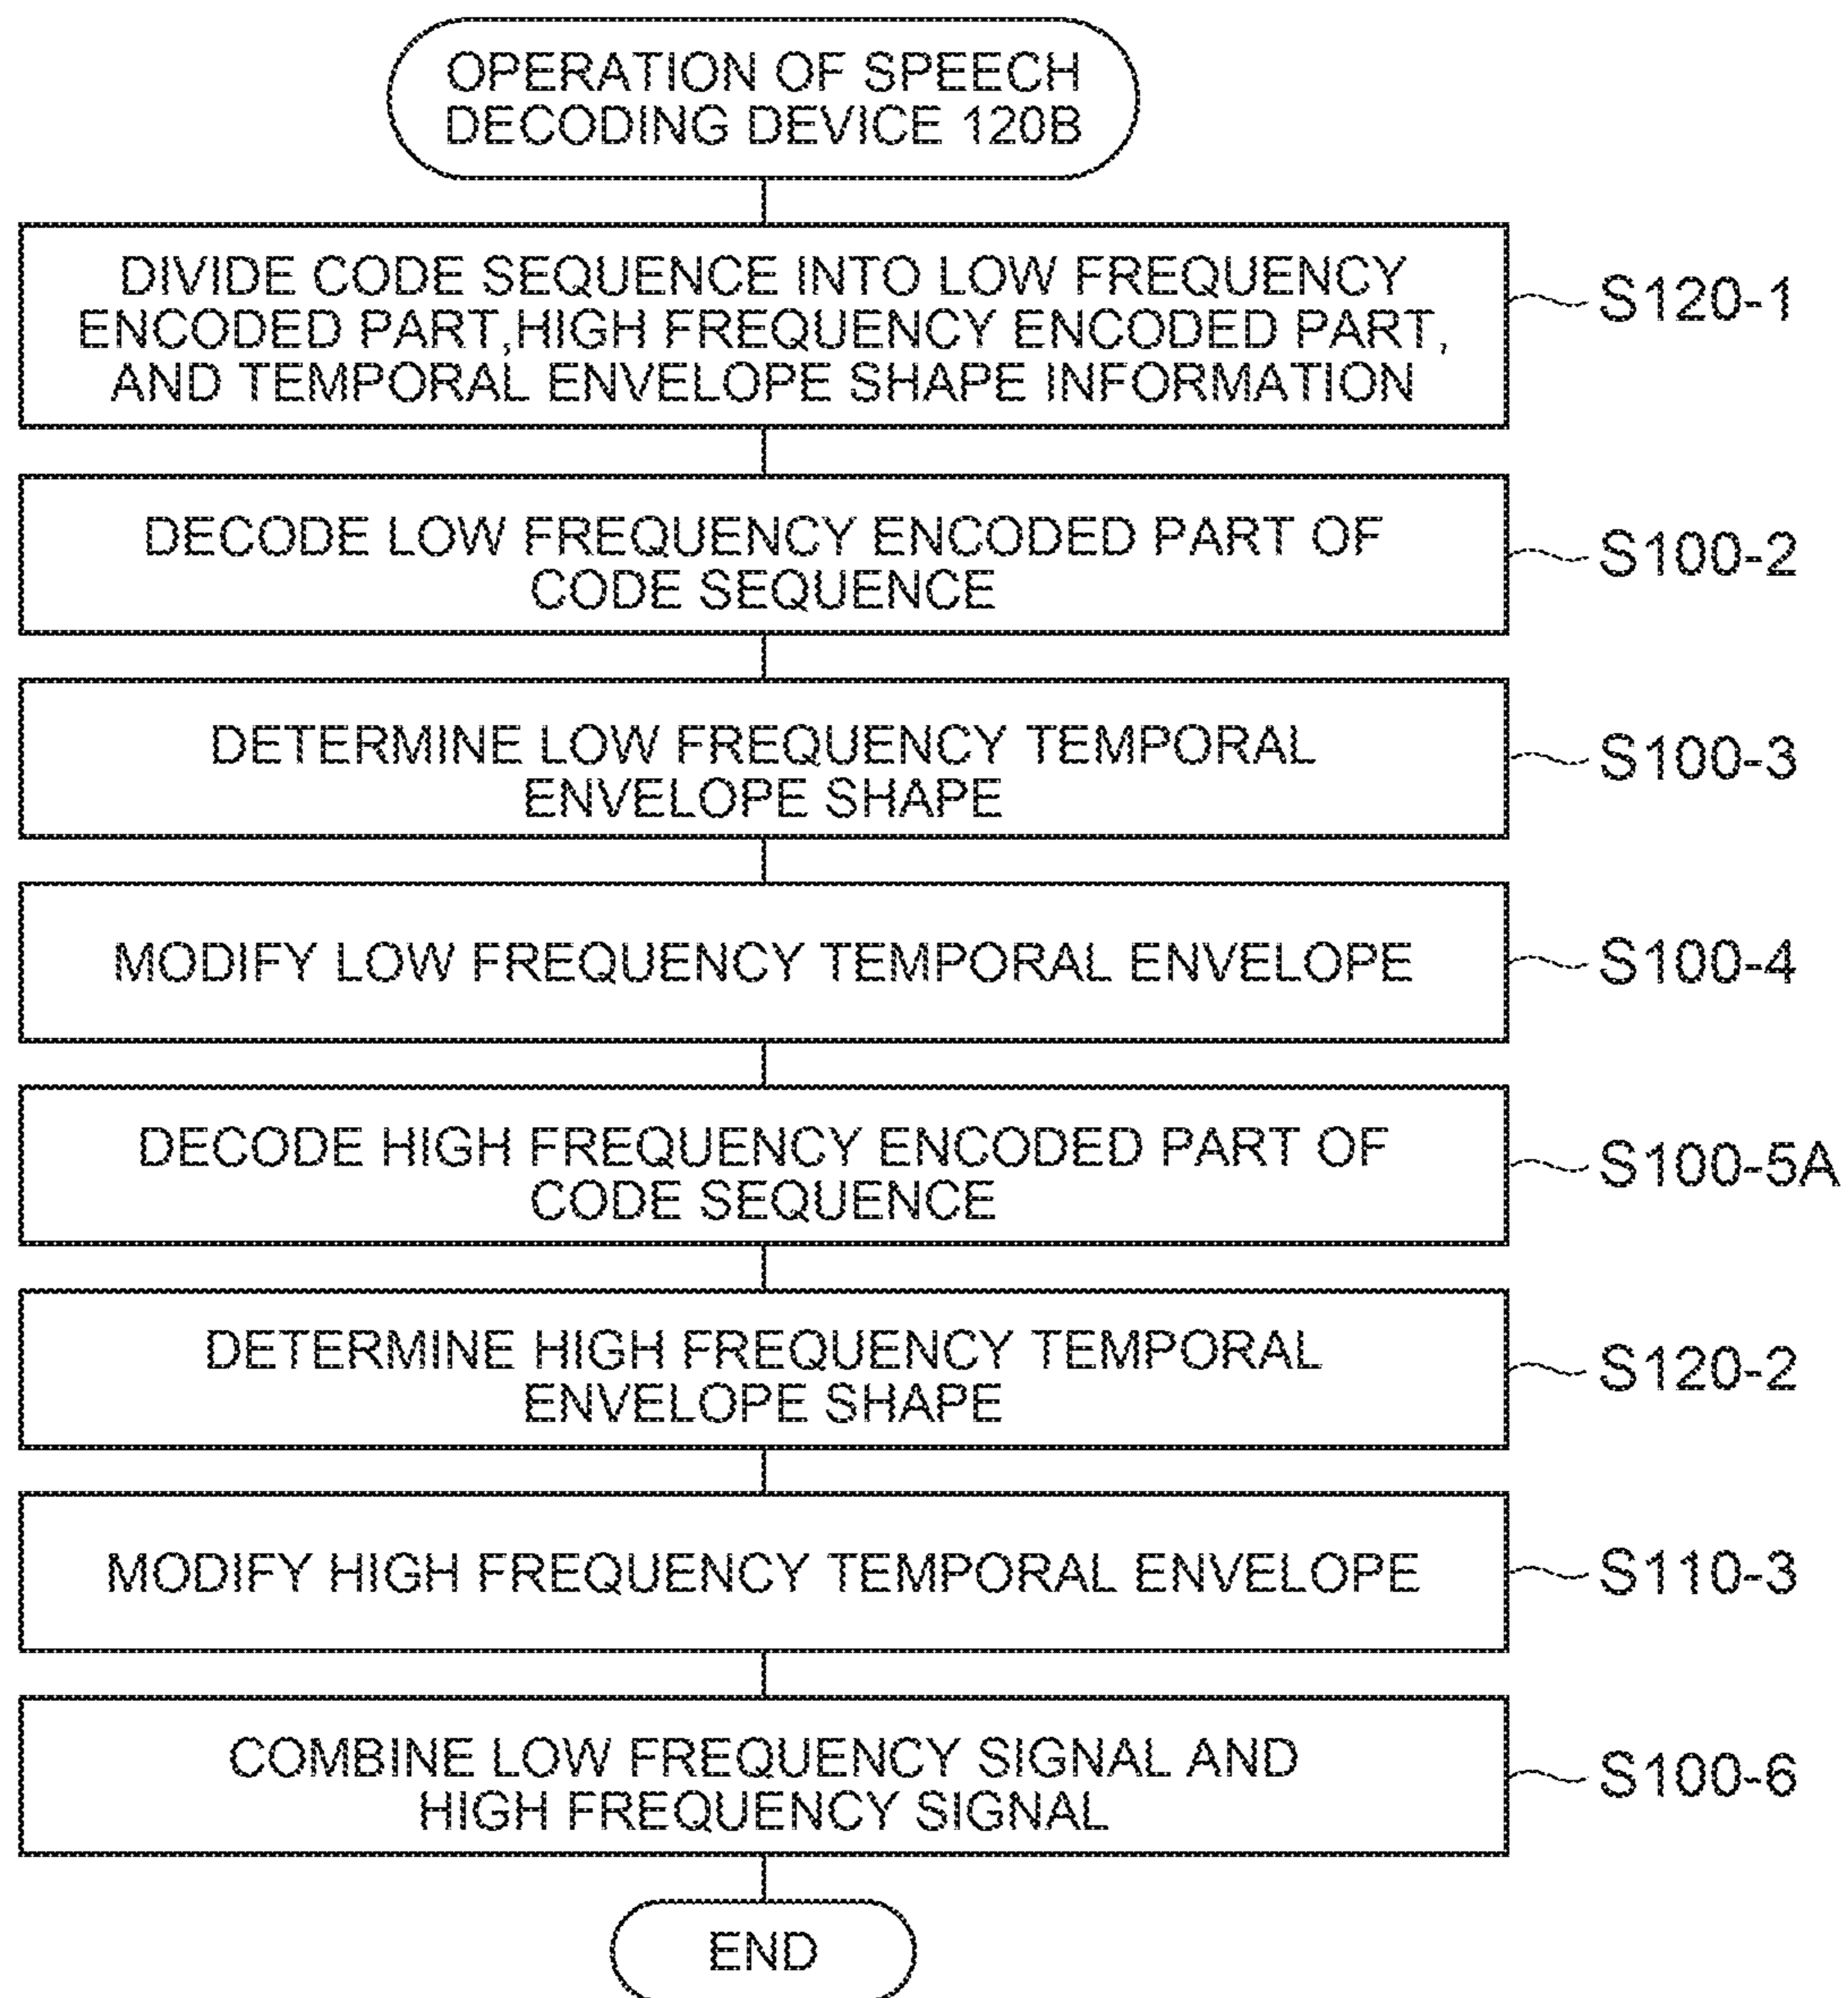 OPERATION OF SPEECH
DECODING DEVICE 120B
DIVIDE CODE SEQUENCE INTO LOW FREQUENCY
ENCODED PART,HIGH FREQUENCY ENCODED PART,
AND TEMPORAL ENVELOPE SHAPE INFORMATION
S120-1
DECODE LOW FREQUENCY ENCODED PART OF
CODE SEQUENCE
S100-2
DETERMINE LOW FREQUENCY TEMPORAL
ENVELOPE SHAPE
S100-3
MODIFY LOW FREQUENCY TEMPORAL ENVELOPE
S100-4
DECODE HIGH FREQUENCY ENCODED PART OF
CODE SEQUENCE
S100-5A
DETERMINE HIGH FREQUENCY TEMPORAL
ENVELOPE SHAPE
S120-2
MODIFY HIGH FREQUENCY TEMPORAL ENVELOPE
S110-3
COMBINE LOW FREQUENCY SIGNAL AND
HIGH FREQUENCY SIGNAL
S100-6
END